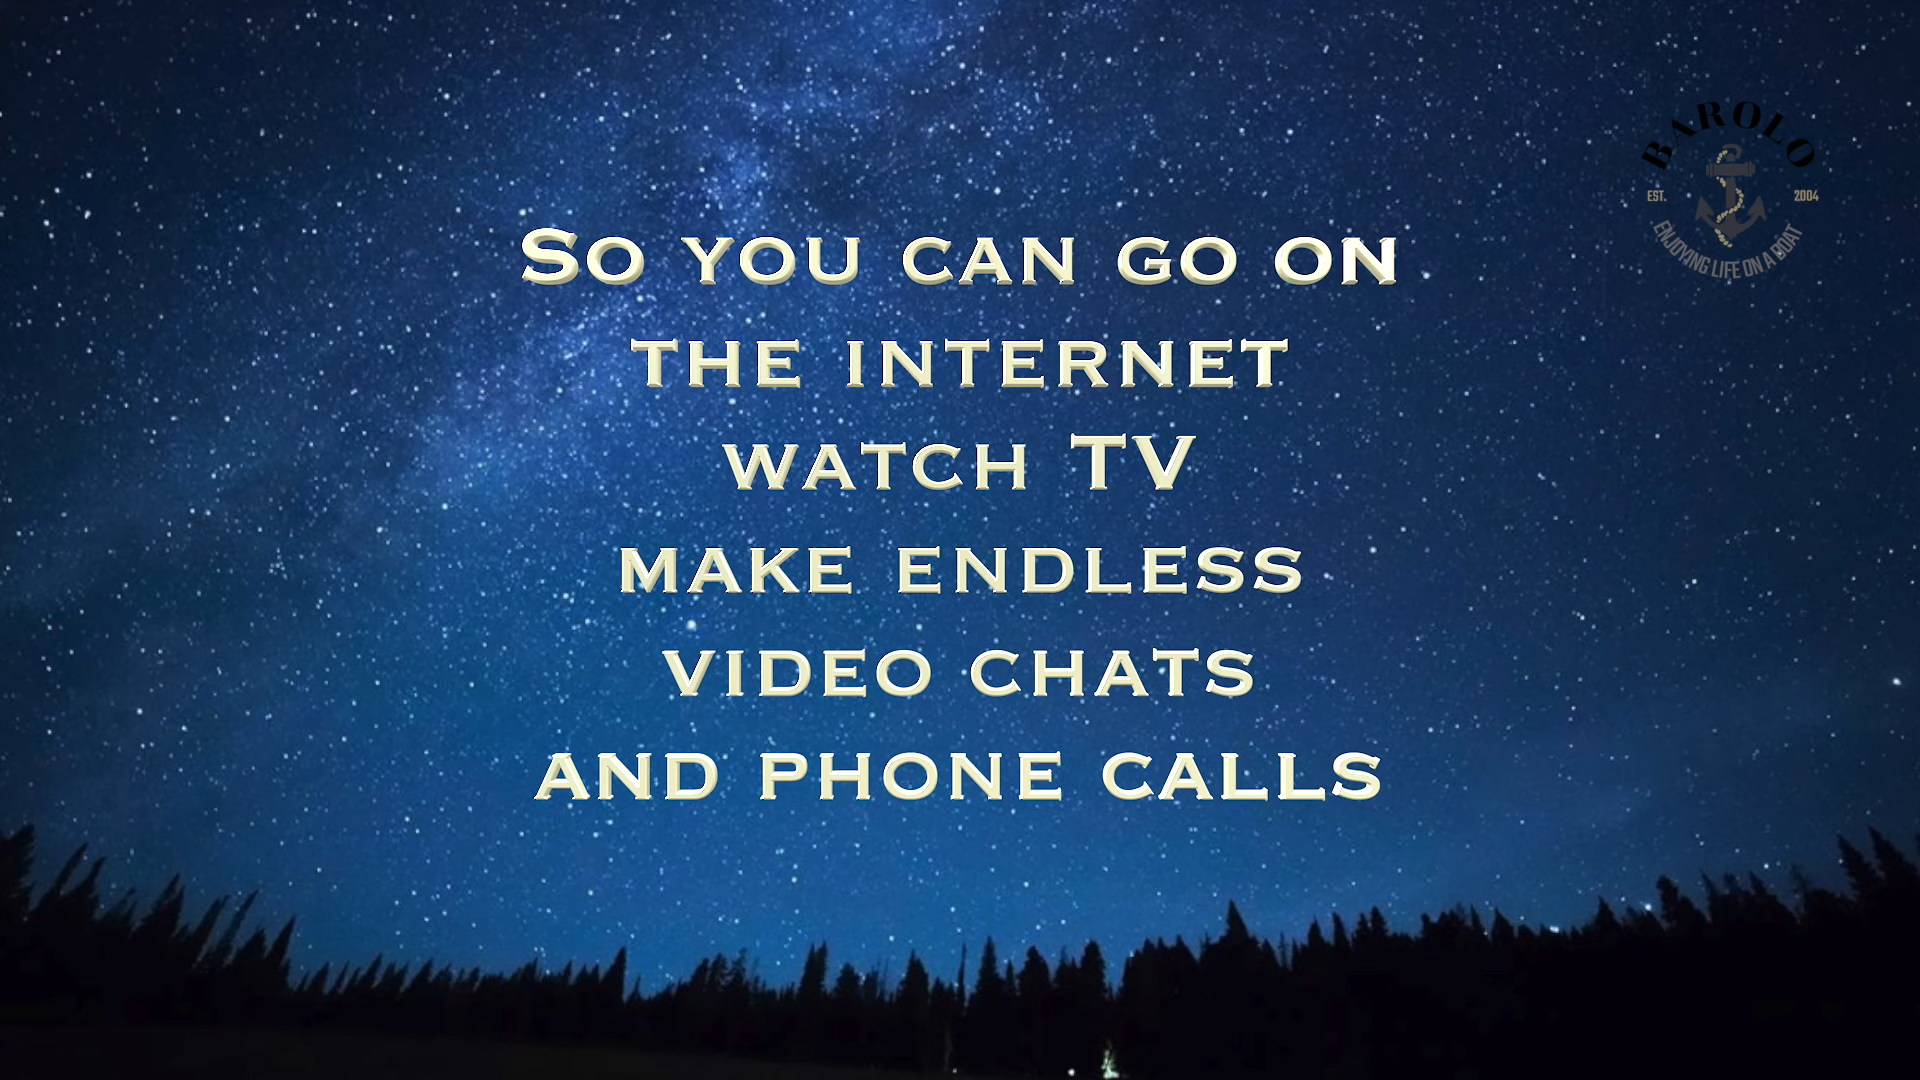 So you can go on
the internet
watch TV
make endless
video chats
and phone calls
BAROLO
EST. 2004
ENJOYING LIFE ON A BOAT